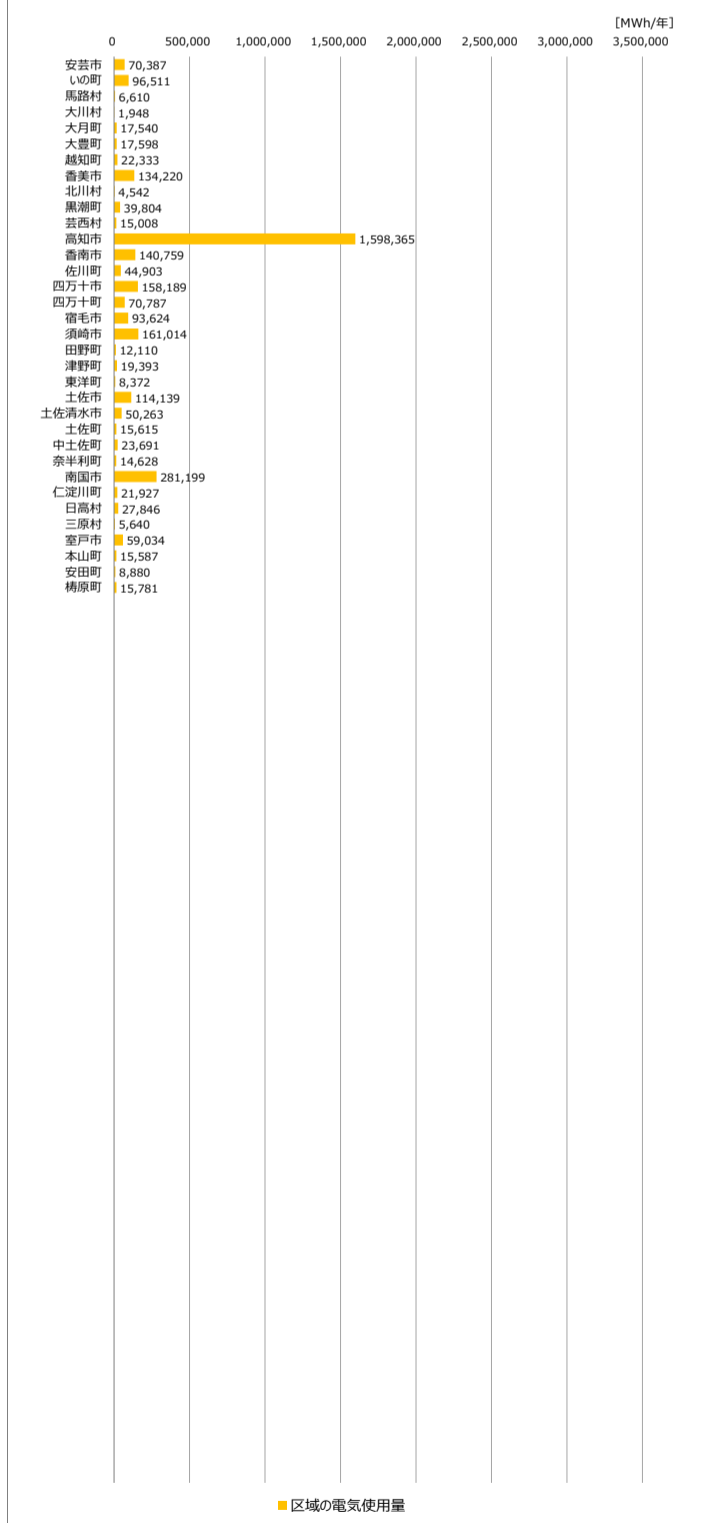 [MWh/年]
0 500,000 1,000,000 1,500,000 2,000,000 2,500,000 3,000,000 3,500,000
安芸市 70,387
いの町 96,511
馬路村 6,610
大川村 1,948
大月町 17,540
大豊町 17,598
越知町 22,333
香美市 134,220
北川村 4,542
黒潮町 39,804
芸西村 15,008
高知市 1,598,365
香南市 140,759
佐川町 44,903
四万十市 158,189
四万十町 70,787
宿毛市 93,624
須崎市 161,014
田野町 12,110
津野町 19,393
東洋町 8,372
土佐市 114,139
土佐清水市 50,263
土佐町 15,615
中土佐町 23,691
奈半利町 14,628
南国市 281,199
仁淀川町 21,927
日高村 27,846
三原村 5,640
室戸市 59,034
本山町 15,587
安田町 8,880
梼原町 15,781
区域の電気使用量